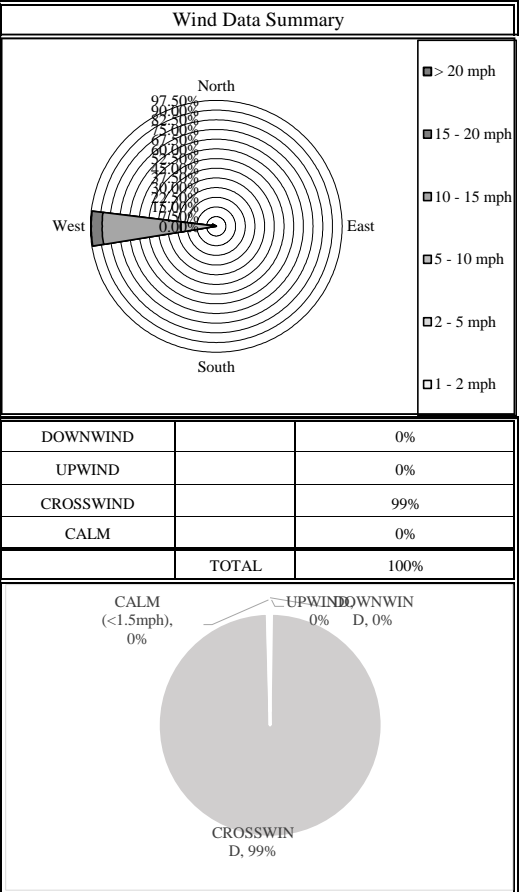 Wind Data Summary
North
97.50%
90.00%
82.50%
75.00%
67.50%
60.00%
52.50%
45.00%
37.50%
30.00%
22.50%
15.00%
7.50%
0.00%
West
East
South
> 20 mph
15 - 20 mph
10 - 15 mph
5 - 10 mph
2 - 5 mph
1 - 2 mph
DOWNWIND 0%
UPWIND 0%
CROSSWIND 99%
CALM 0%
TOTAL 100%
CALM
(<1.5mph),
0%
UPWIND,
0%
DOWNWIN
D, 0%
CROSSWIN
D, 99%